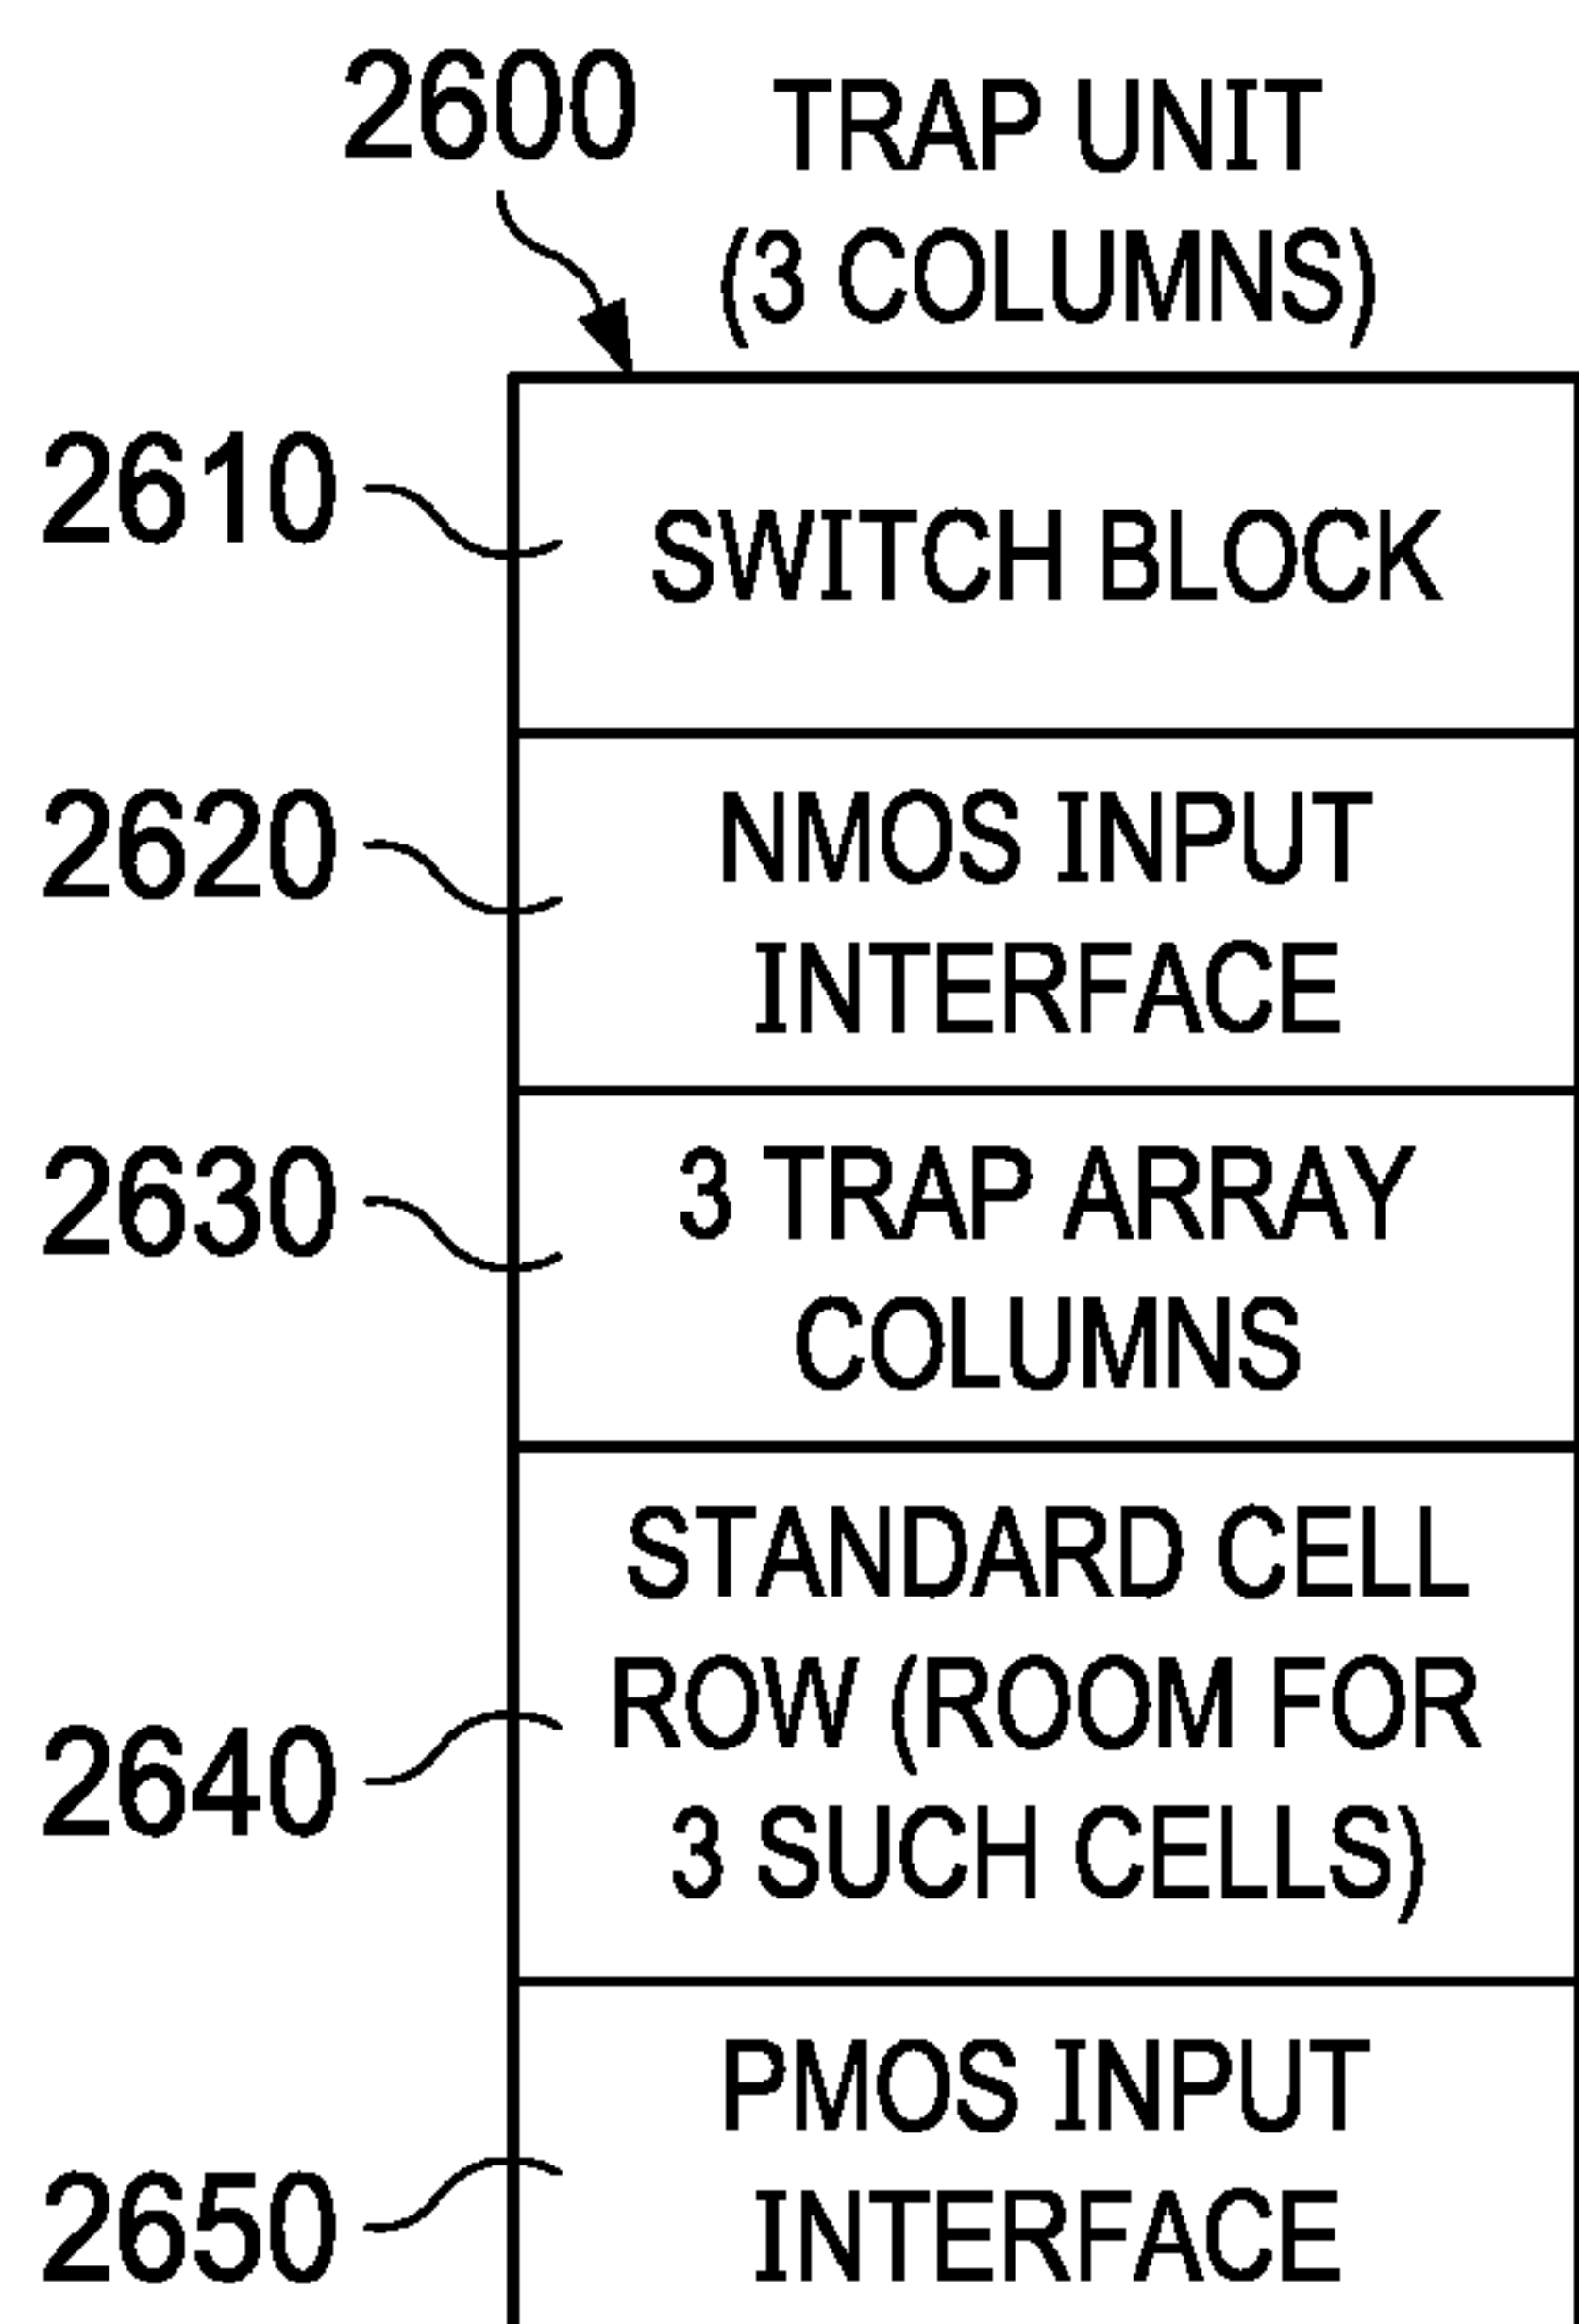 2600
TRAP UNIT
(3 COLUMNS)
2610
SWITCH BLOCK
2620
NMOS INPUT
INTERFACE
2630
3 TRAP ARRAY
COLUMNS
2640
STANDARD CELL
ROW (ROOM FOR
3 SUCH CELLS)
2650
PMOS INPUT
INTERFACE